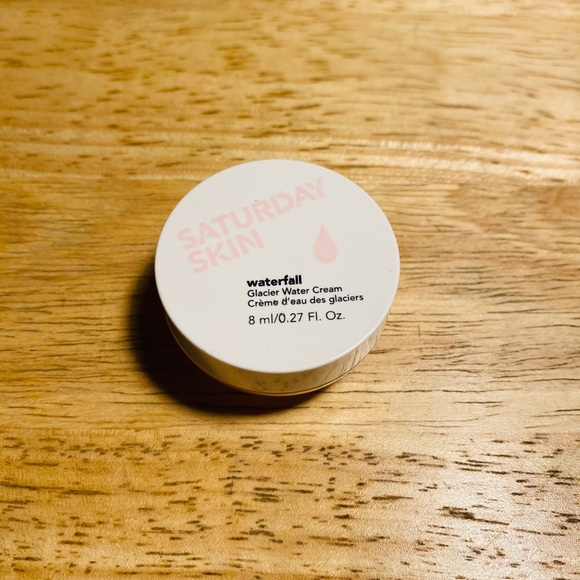 SATURDAY
SKIN
waterfall
Glacier Water Cream
Crème d'eau des glaciers
8 ml/0.27 Fl. Oz.